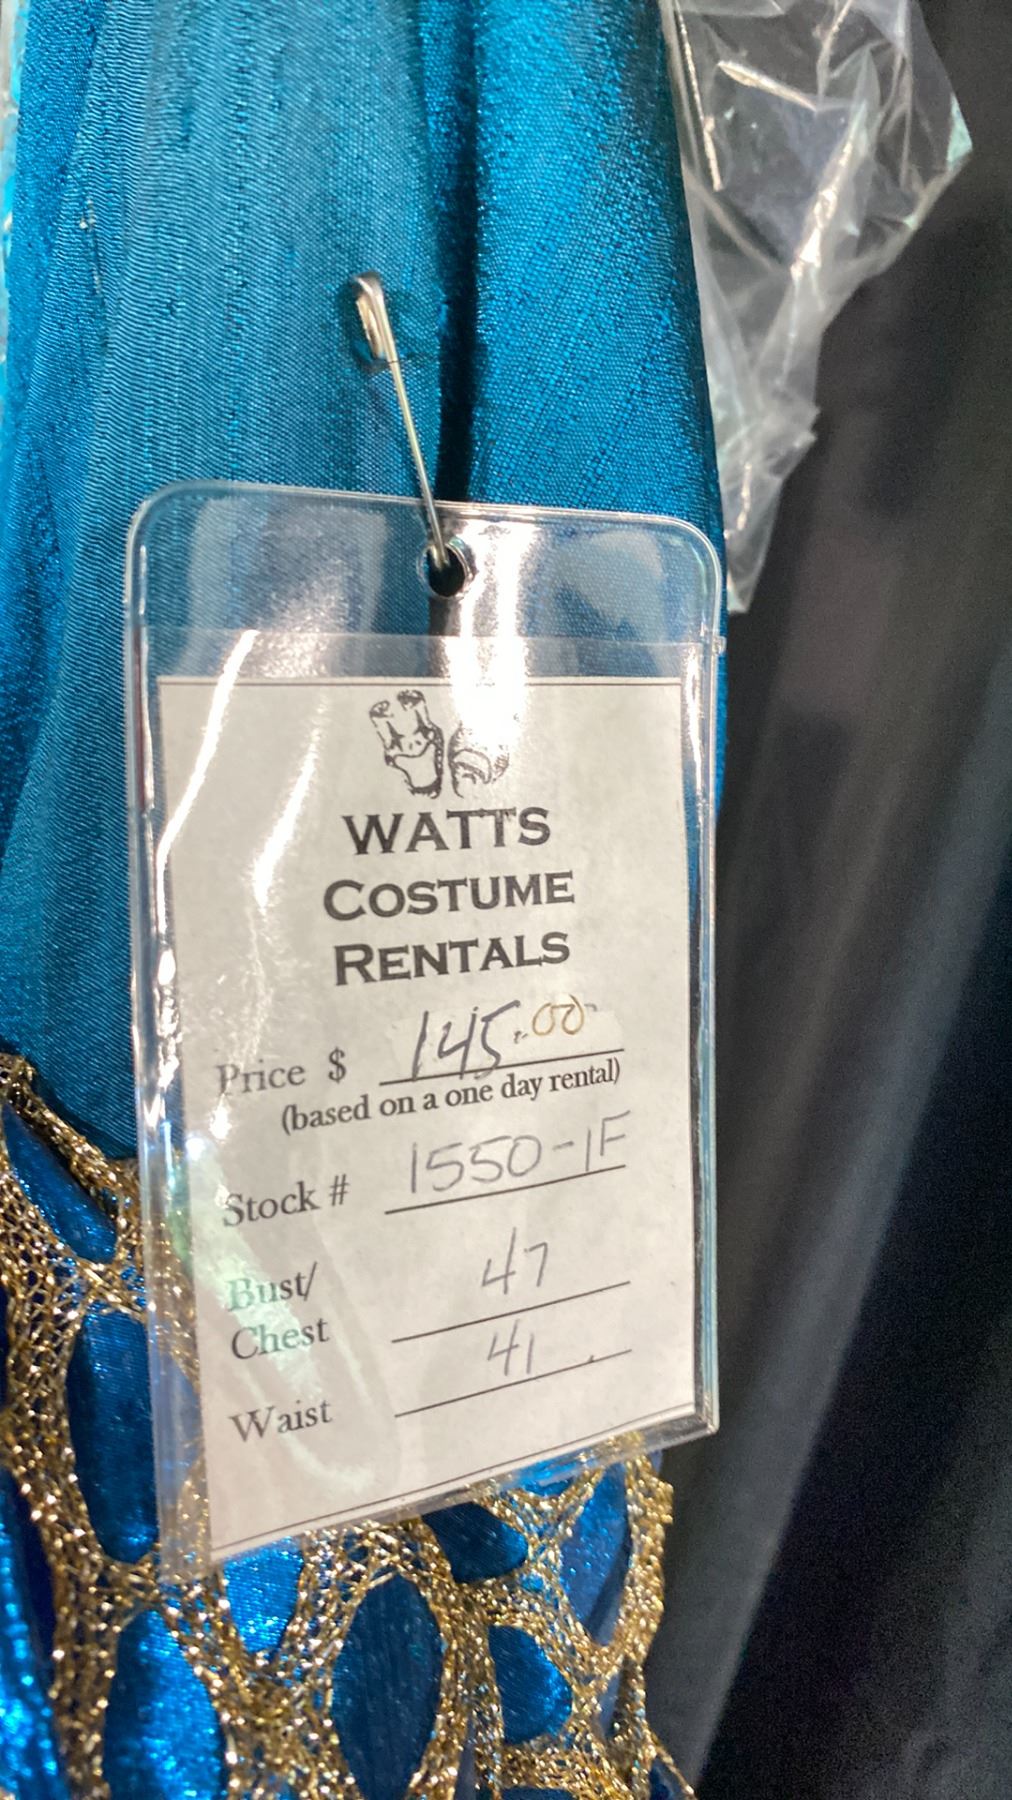 WATTS
COSTUME
RENTALS
Price $ 145.00
(based on a one day rental)
Stock # 1550-1F
Bust/
Chest 47
Waist 41